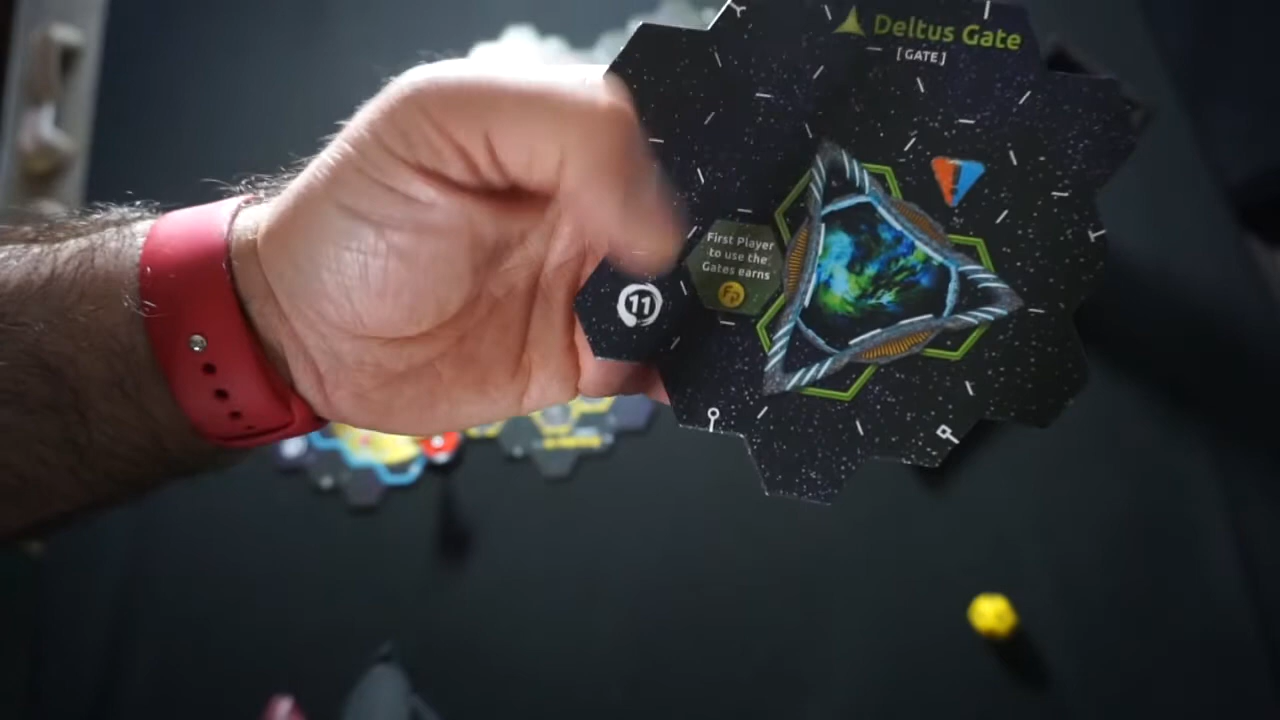 Deltus Gate
[ GATE ]
First Player
to use the
Gates earns
11